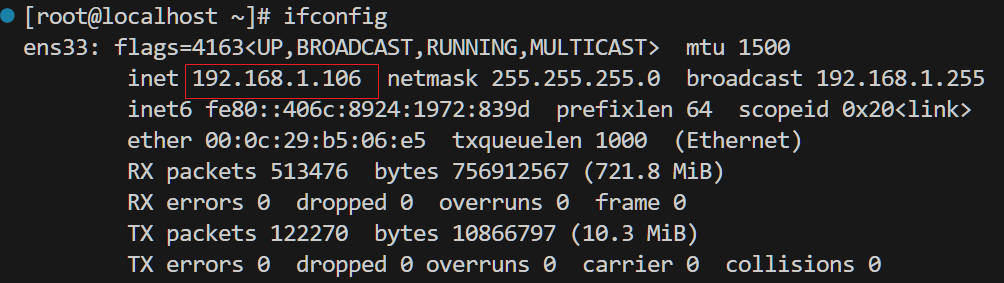 [root@localhost ~]# ifconfig
ens33: flags=4163<UP,BROADCAST,RUNNING,MULTICAST>  mtu 1500
        inet 192.168.1.106  netmask 255.255.255.0  broadcast 192.168.1.255
        inet6 fe80::406c:8924:1972:839d  prefixlen 64  scopeid 0x20<link>
        ether 00:0c:29:b5:06:e5  txqueuelen 1000  (Ethernet)
        RX packets 513476  bytes 756912567 (721.8 MiB)
        RX errors 0  dropped 0  overruns 0  frame 0
        TX packets 122270  bytes 10866797 (10.3 MiB)
        TX errors 0  dropped 0 overruns 0  carrier 0  collisions 0